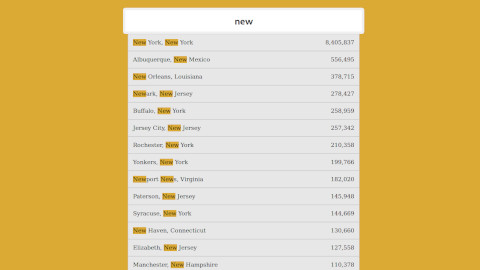 new
New York, New York 8,405,837
Albuquerque, New Mexico 556,495
New Orleans, Louisiana 378,715
Newark, New Jersey 278,427
Buffalo, New York 258,959
Jersey City, New Jersey 257,342
Rochester, New York 210,358
Yonkers, New York 199,766
Newport News, Virginia 182,020
Paterson, New Jersey 145,948
Syracuse, New York 144,669
New Haven, Connecticut 130,660
Elizabeth, New Jersey 127,558
Manchester, New Hampshire 110,378